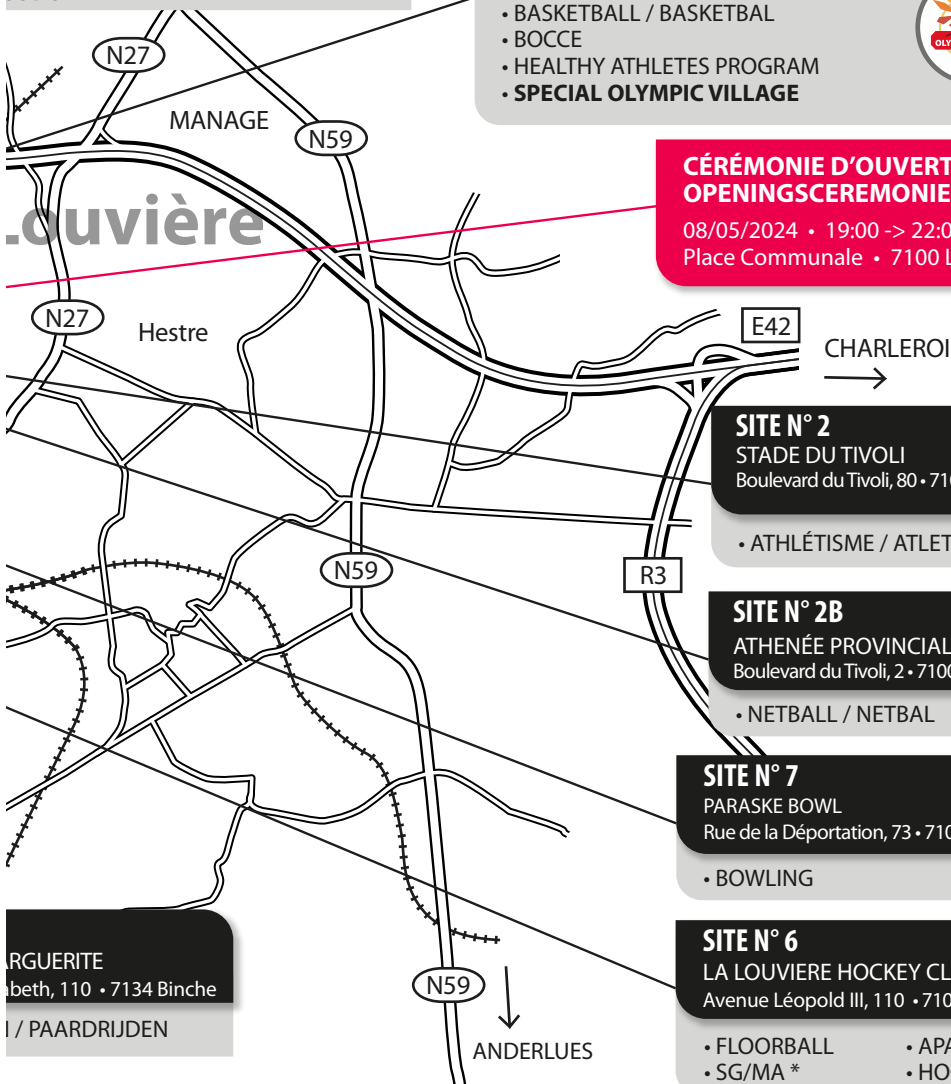 • BASKETBALL / BASKETBAL
• BOCCE
• HEALTHY ATHLETES PROGRAM
• SPECIAL OLYMPIC VILLAGE
N27
MANAGE
N59
CÉRÉMONIE D'OUVERT
OPENINGSCEREMONIE
08/05/2024 • 19:00 -> 22:0
Place Communale • 7100 L
Louvière
N27
Hestre
E42
CHARLEROI
SITE N° 2
STADE DU TIVOLI
Boulevard du Tivoli, 80 • 710
• ATHLÉTISME / ATLET
N59
R3
SITE N° 2B
ATHENÉE PROVINCIAL
Boulevard du Tivoli, 2 • 7100
• NETBALL / NETBAL
SITE N° 7
PARASKE BOWL
Rue de la Déportation, 73 • 710
• BOWLING
SITE N° 6
LA LOUVIERE HOCKEY CL
Avenue Léopold III, 110 • 710
• FLOORBALL • APA
• SG/MA * • HO
ARGUERITE
abeth, 110 • 7134 Binche
/ PAARDRIJDEN
N59
ANDERLUES